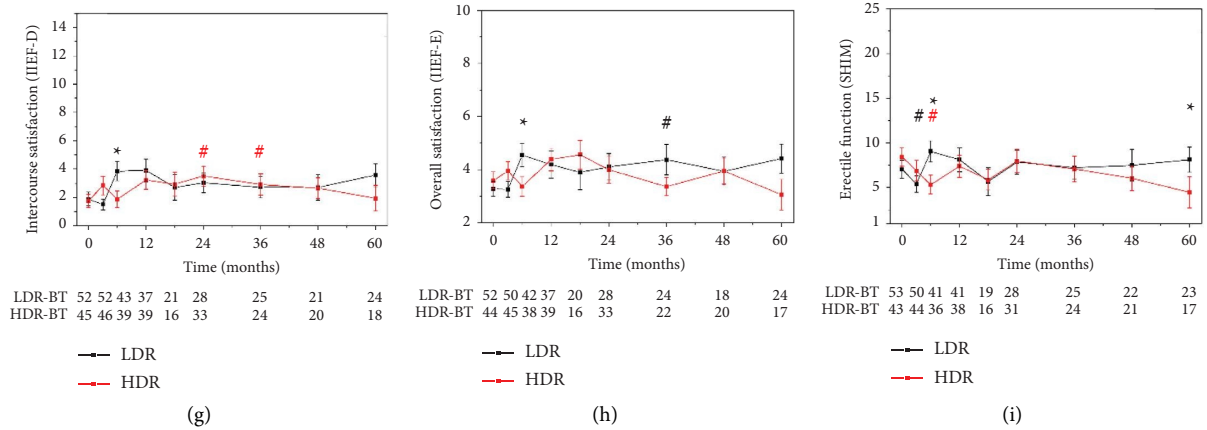 Intercourse satisfaction (IIEF-D)
14
12
10
8
6
4
2
0
*
#
#
0 12 24 36 48 60
Time (months)
LDR-BT 52 52 43 37 21 28 25 21 24
HDR-BT 45 46 39 39 16 33 24 20 18
LDR
HDR
(g)
Overall satisfaction (IIEF-E)
10
8
6
4
2
*
#
0 12 24 36 48 60
Time (months)
LDR-BT 52 50 42 37 20 28 24 18 24
HDR-BT 44 45 38 39 16 33 22 20 17
LDR
HDR
(h)
Erectile function (SHIM)
25
20
15
10
5
1
*
# #
*
0 12 24 36 48 60
Time (months)
LDR-BT 53 50 41 41 19 28 25 22 23
HDR-BT 43 44 36 38 16 31 24 21 17
LDR
HDR
(i)